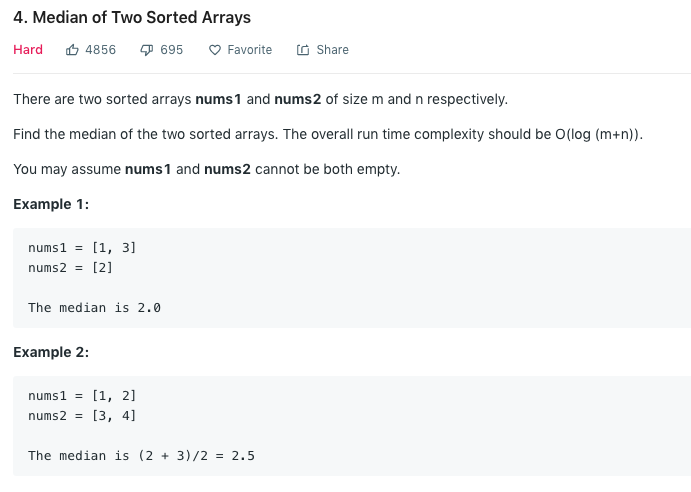 4. Median of Two Sorted Arrays
Hard 4856 695 Favorite Share
There are two sorted arrays nums1 and nums2 of size m and n respectively.
Find the median of the two sorted arrays. The overall run time complexity should be O(log (m+n)).
You may assume nums1 and nums2 cannot be both empty.
Example 1:
nums1 = [1, 3]
nums2 = [2]
The median is 2.0
Example 2:
nums1 = [1, 2]
nums2 = [3, 4]
The median is (2 + 3)/2 = 2.5